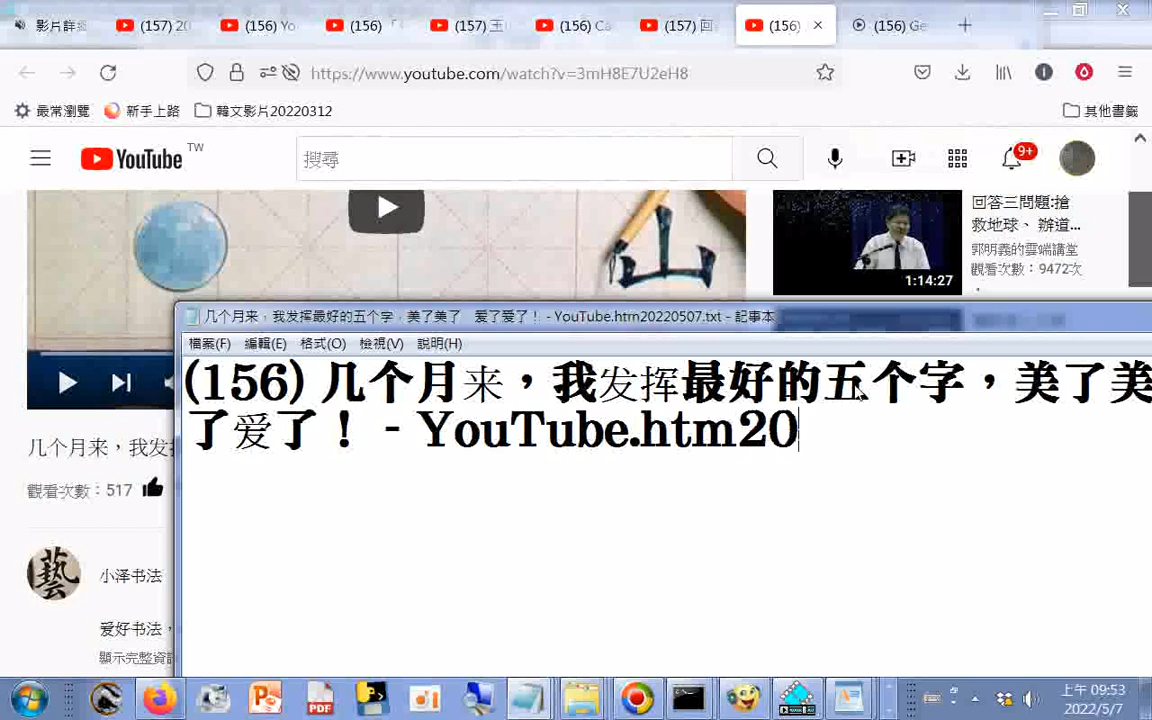 影片詳細
(157) 20
(156) Yo
(156) 「
(157) 玉
(156) Ca
(157) 回
(156)
(156) Ge
https://www.youtube.com/watch?v=3mH8E7U2eH8
最常瀏覽
新手上路
韓文影片20220312
其他書籤
YouTube TW
搜尋
9+
山
回答三問題:搶
救地球、 辦道...
郭明義的雲端講堂
觀看次數：9472次
1:14:27
几个月来，我发挥最好的五个字，美了美了 爱了爱了！ - YouTube.htm20220507.txt - 記事本
檔案(F) 編輯(E) 格式(O) 檢視(V) 說明(H)
(156) 几个月来，我发挥最好的五个字，美了美
了爱了！ - YouTube.htm20
几个月来，我发
觀看次數：517
藝
小泽书法
爱好书法，
顯示完整資
PDF
上午 09:53
2022/5/7